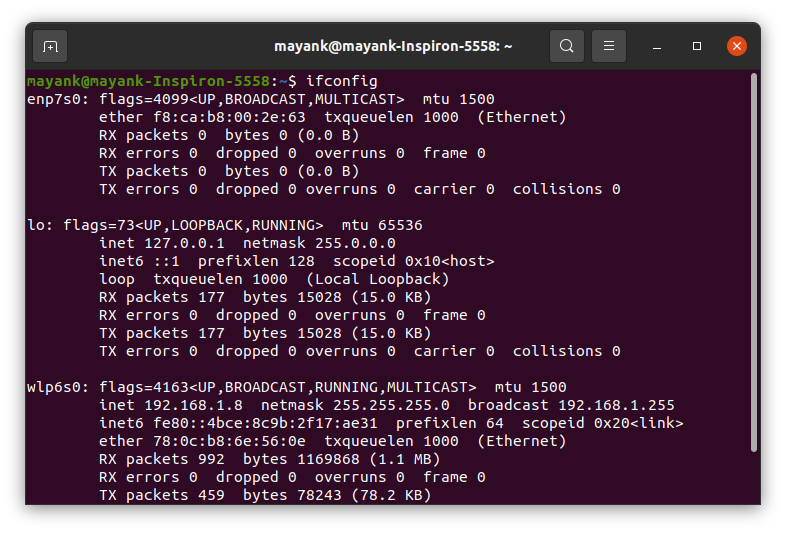 mayank@mayank-Inspiron-5558: ~
mayank@mayank-Inspiron-5558:~$ ifconfig
enp7s0: flags=4099<UP,BROADCAST,MULTICAST>  mtu 1500
        ether f8:ca:b8:00:2e:63  txqueuelen 1000  (Ethernet)
        RX packets 0  bytes 0 (0.0 B)
        RX errors 0  dropped 0  overruns 0  frame 0
        TX packets 0  bytes 0 (0.0 B)
        TX errors 0  dropped 0 overruns 0  carrier 0  collisions 0

lo: flags=73<UP,LOOPBACK,RUNNING>  mtu 65536
        inet 127.0.0.1  netmask 255.0.0.0
        inet6 ::1  prefixlen 128  scopeid 0x10<host>
        loop  txqueuelen 1000  (Local Loopback)
        RX packets 177  bytes 15028 (15.0 KB)
        RX errors 0  dropped 0  overruns 0  frame 0
        TX packets 177  bytes 15028 (15.0 KB)
        TX errors 0  dropped 0 overruns 0  carrier 0  collisions 0

wlp6s0: flags=4163<UP,BROADCAST,RUNNING,MULTICAST>  mtu 1500
        inet 192.168.1.8  netmask 255.255.255.0  broadcast 192.168.1.255
        inet6 fe80::4bce:8c9b:2f17:ae31  prefixlen 64  scopeid 0x20<link>
        ether 78:0c:b8:6e:56:0e  txqueuelen 1000  (Ethernet)
        RX packets 992  bytes 1169868 (1.1 MB)
        RX errors 0  dropped 0  overruns 0  frame 0
        TX packets 459  bytes 78243 (78.2 KB)